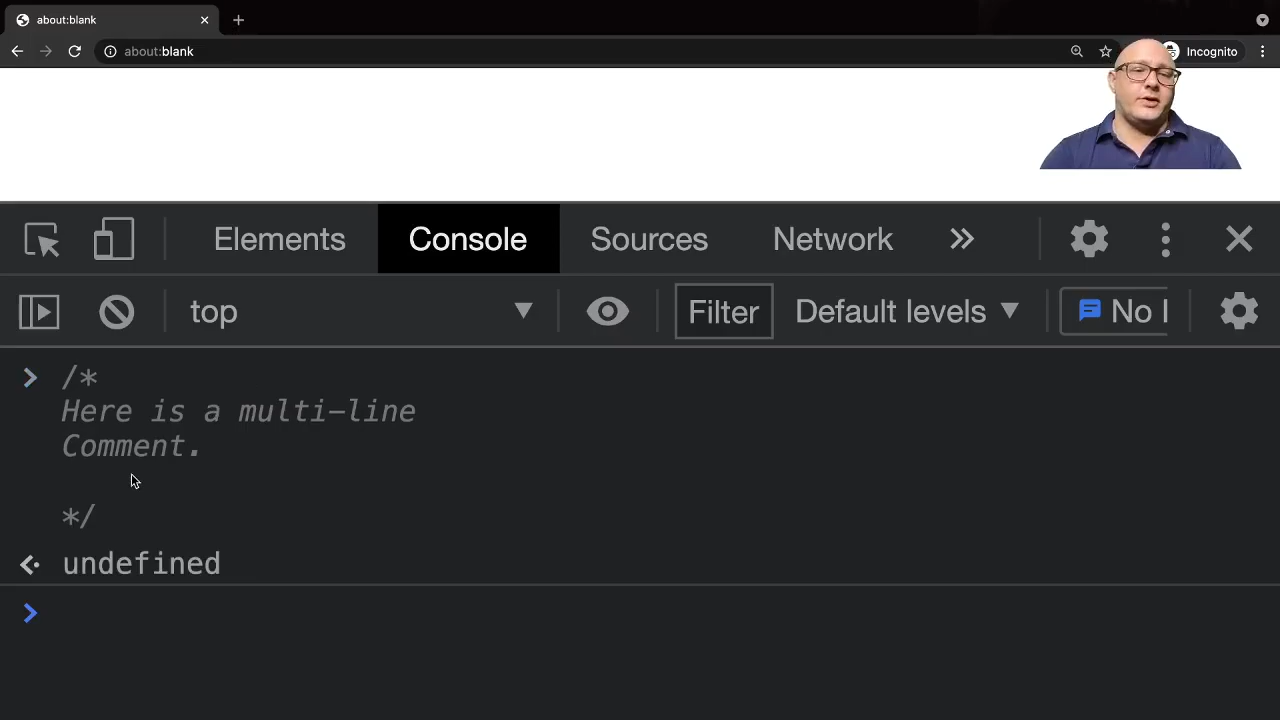 about:blank
about:blank
Incognito
Elements Console Sources Network
top Filter Default levels No I
/*
Here is a multi-line
Comment.
*/
undefined